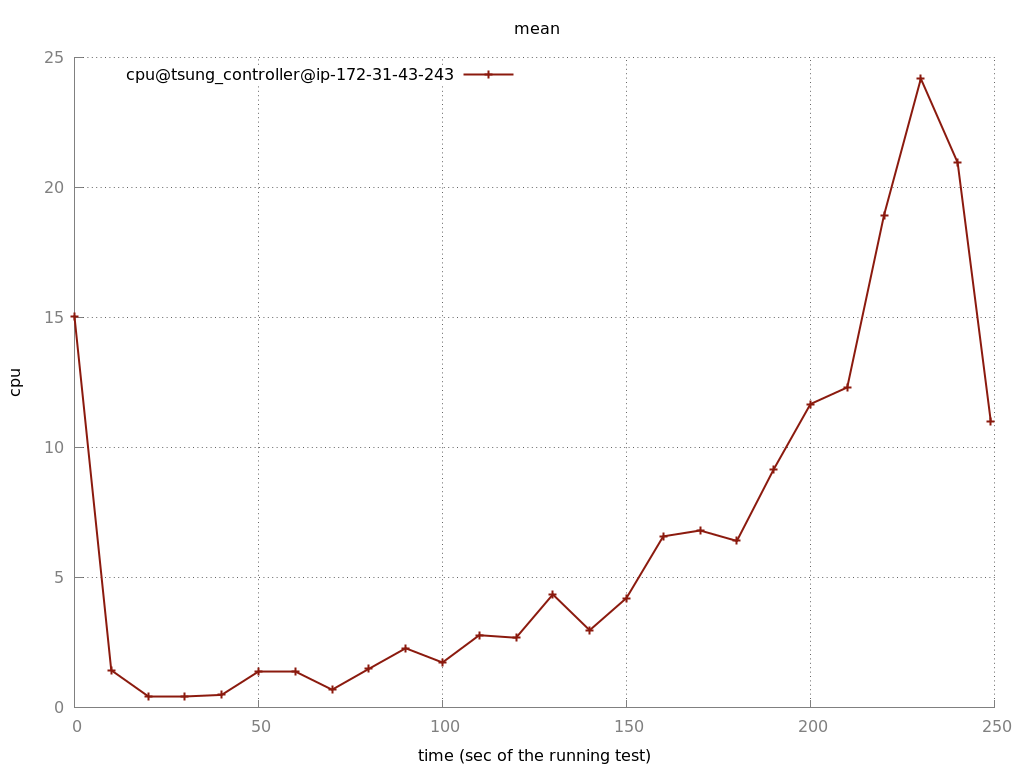 mean
cpu@tsung_controller@ip-172-31-43-243
25
20
15
10
5
0
cpu
0 50 100 150 200 250
time (sec of the running test)